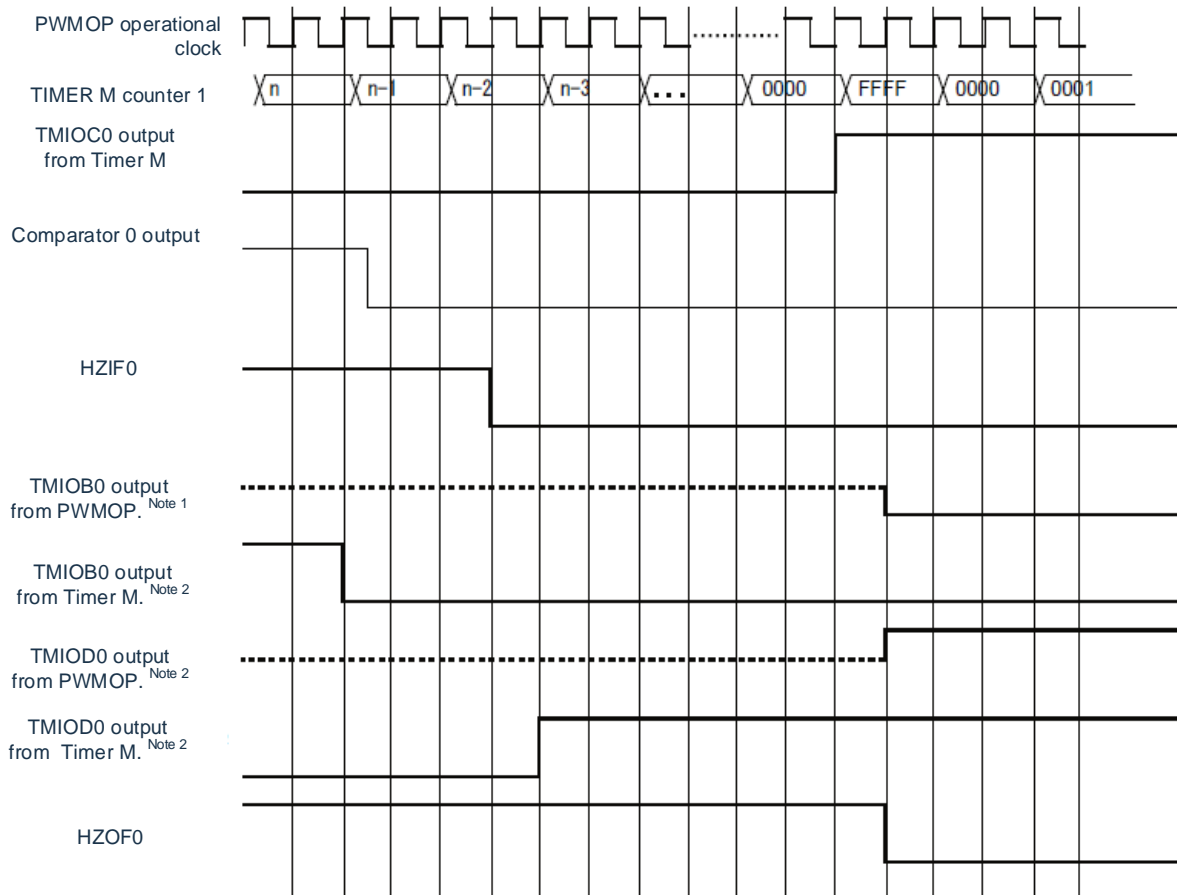 PWMOP operational
clock
TIMER M counter 1
n
n-1
n-2
n-3
...
0000
FFFF
0000
0001
TMIOC0 output
from Timer M
Comparator 0 output
HZIF0
TMIOB0 output
from PWMOP. Note 1
TMIOB0 output
from Timer M. Note 2
TMIOD0 output
from PWMOP. Note 2
TMIOD0 output
from Timer M. Note 2
HZOF0